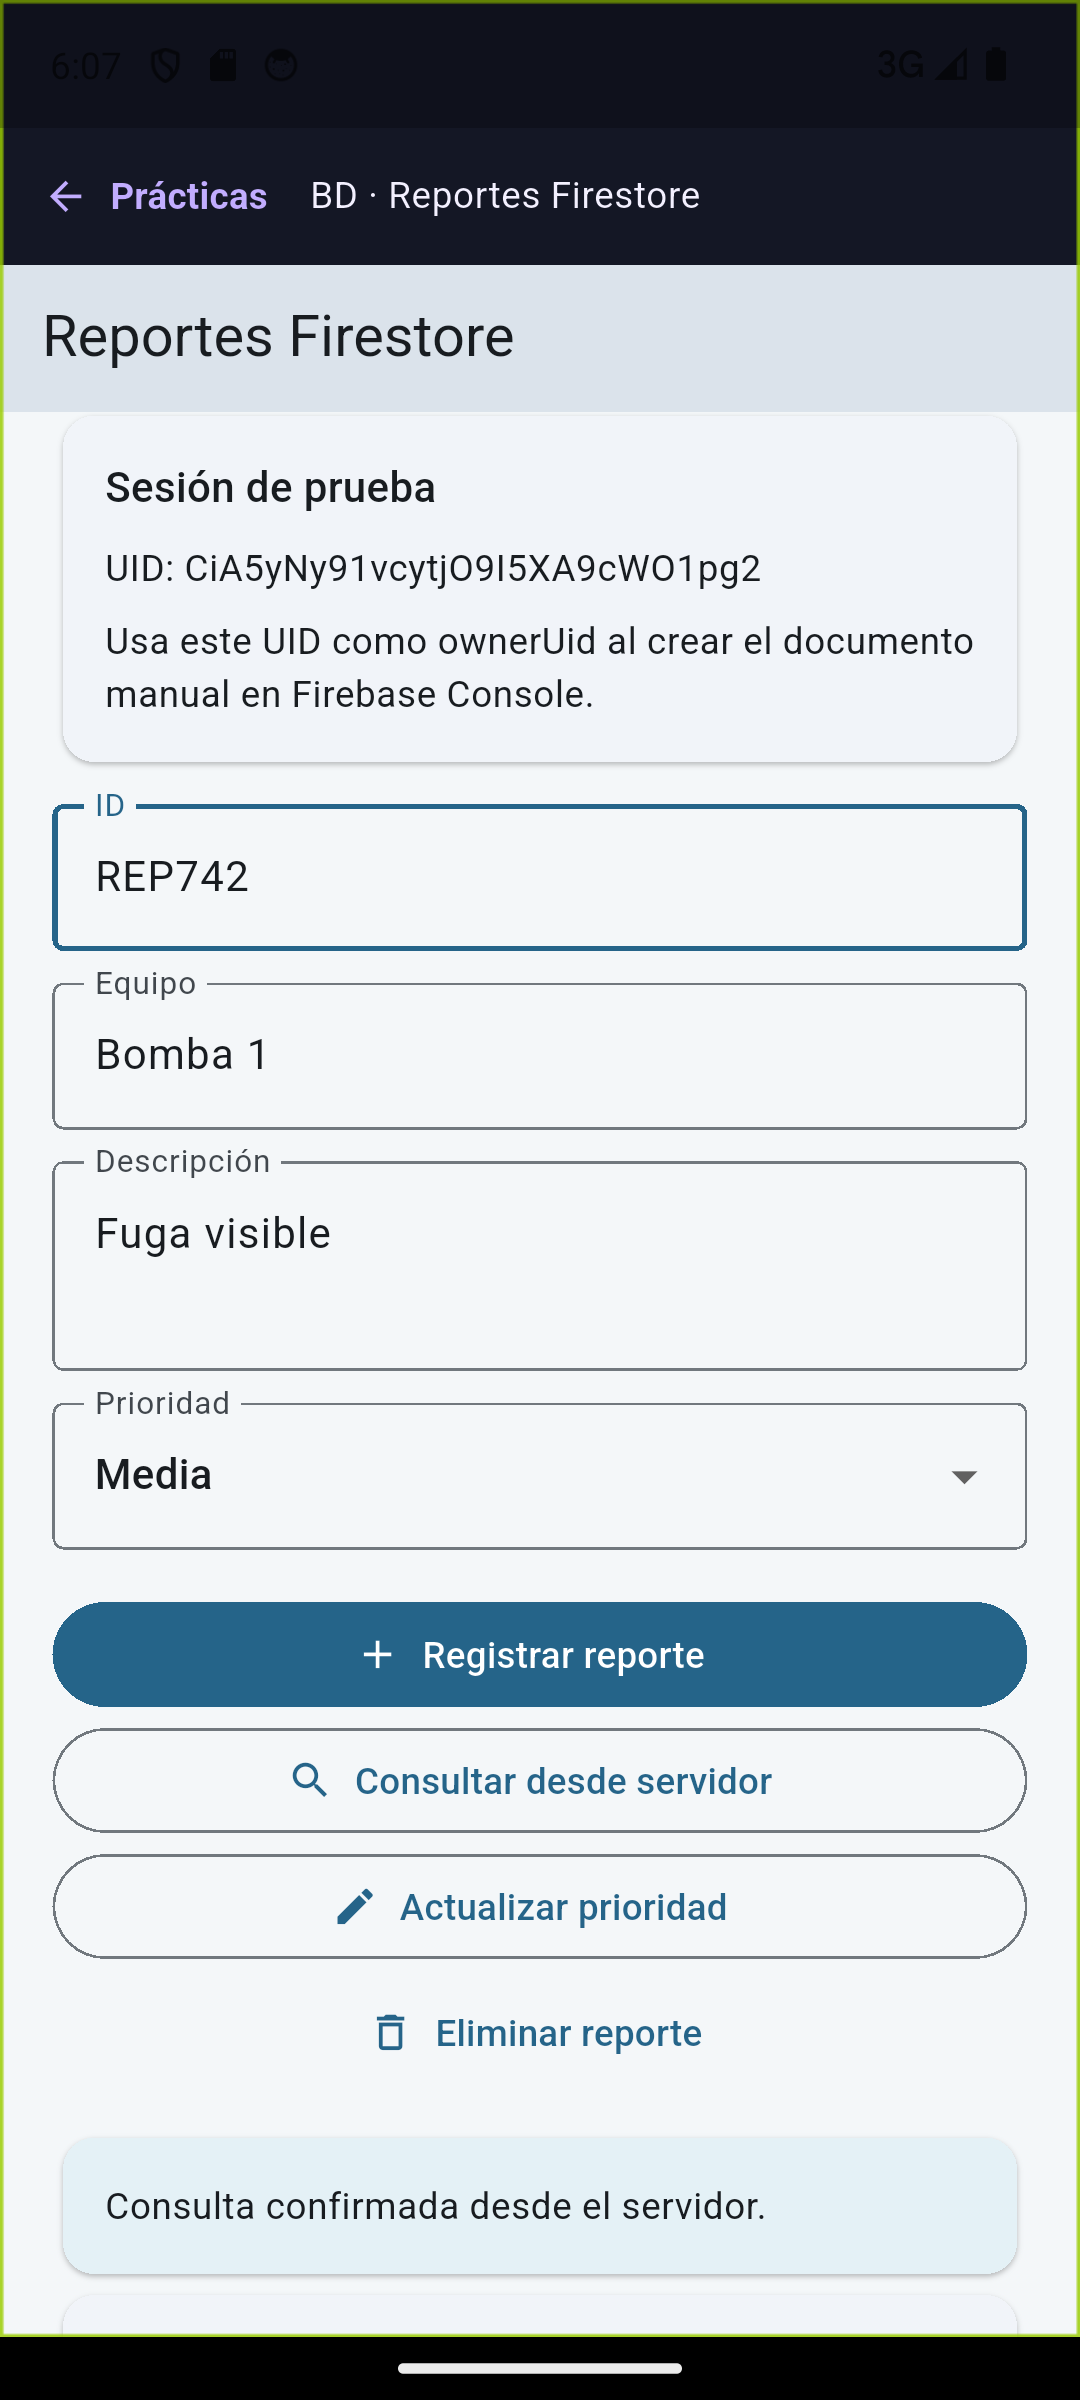 6:07
3G
Prácticas
BD · Reportes Firestore
Reportes Firestore
Sesión de prueba
UID: CiA5yNy91vcytjO9I5XA9cWO1pg2
Usa este UID como ownerUid al crear el documento
manual en Firebase Console.
ID
REP742
Equipo
Bomba 1
Descripción
Fuga visible
Prioridad
Media
Registrar reporte
Consultar desde servidor
Actualizar prioridad
Eliminar reporte
Consulta confirmada desde el servidor.